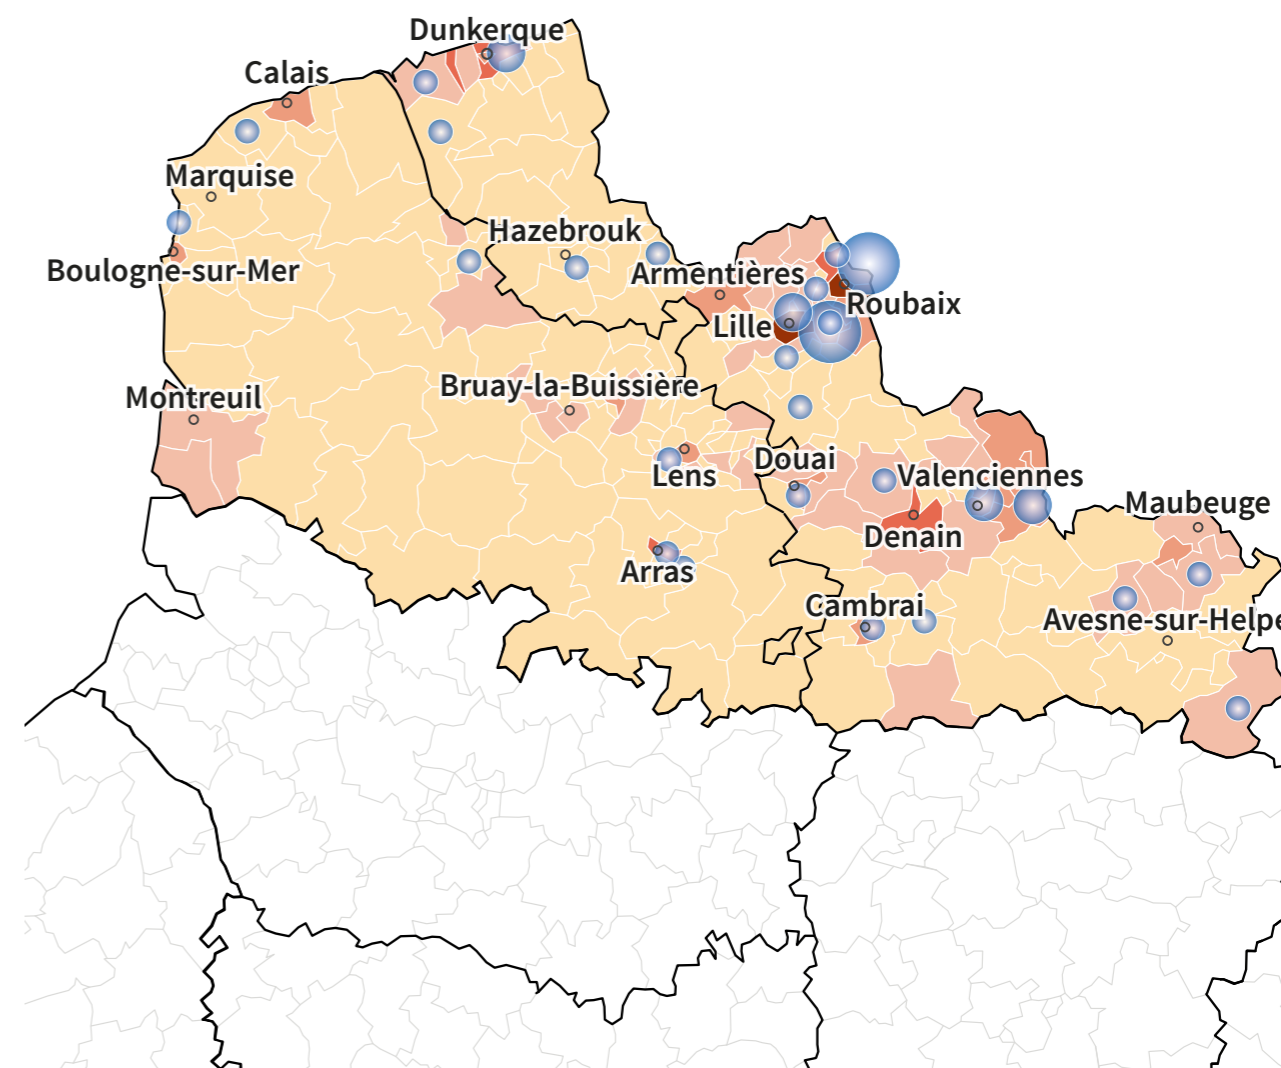 Dunkerque
Calais
Marquise
Hazebrouk
Boulogne-sur-Mer
Armentières
Roubaix
Lille
Montreuil
Bruay-la-Buissière
Lens
Douai
Valenciennes
Maubeuge
Denain
Arras
Cambrai
Avesne-sur-Helpe